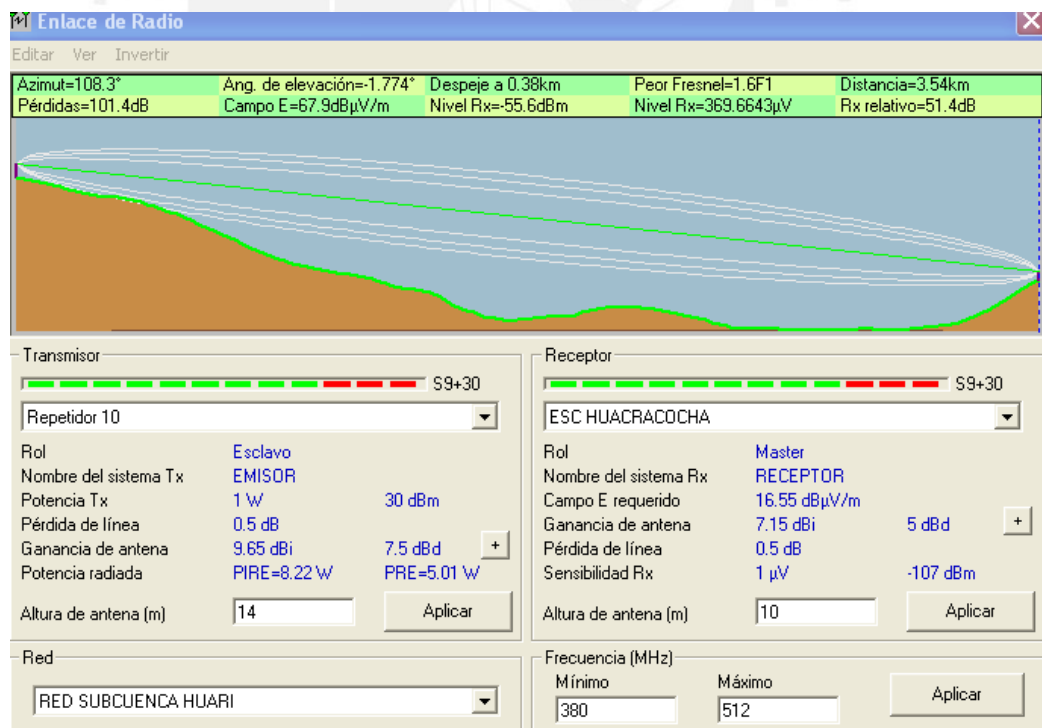 Enlace de Radio
Editar Ver Invertir
Azimut=108.3° Ang. de elevación=-1.774° Despeje a 0.38km Peor Fresnel=1.6F1 Distancia=3.54km
Pérdidas=101.4dB Campo E=67.9dBµV/m Nivel Rx=-55.6dBm Nivel Rx=369.6643µV Rx relativo=51.4dB
Transmisor
S9+30
Repetidor 10
Rol Esclavo
Nombre del sistema Tx EMISOR
Potencia Tx 1 W 30 dBm
Pérdida de línea 0.5 dB
Ganancia de antena 9.65 dBi 7.5 dBd +
Potencia radiada PIRE=8.22 W PRE=5.01 W
Altura de antena (m) 14 Aplicar
Receptor
S9+30
ESC HUACRACOCHA
Rol Master
Nombre del sistema Rx RECEPTOR
Campo E requerido 16.55 dBµV/m
Ganancia de antena 7.15 dBi 5 dBd +
Pérdida de línea 0.5 dB
Sensibilidad Rx 1 µV -107 dBm
Altura de antena (m) 10 Aplicar
Red
RED SUBCUENCA HUARI
Frecuencia (MHz)
Mínimo Máximo
380 512 Aplicar